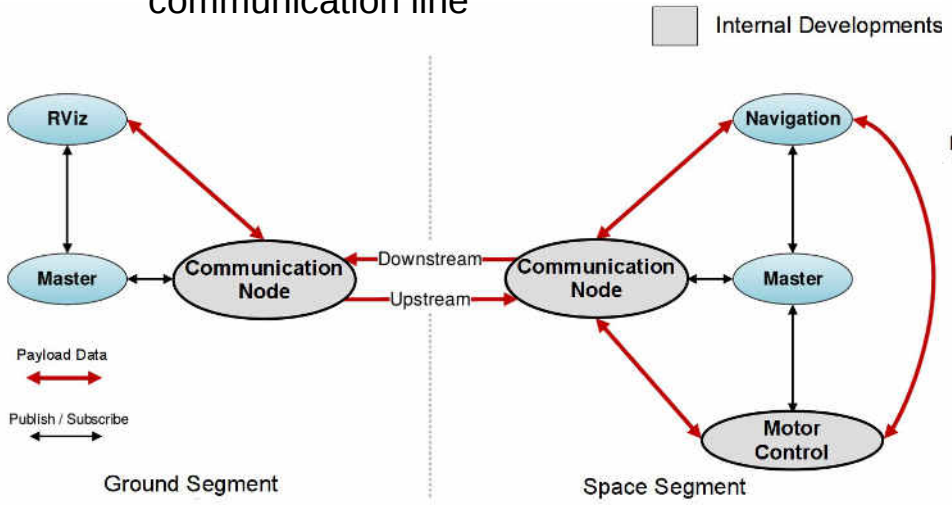 communication line
Internal Developments
RViz
Navigation
Communication
Node
Downstream
Upstream
Communication
Node
Master
Master
Payload Data
Publish / Subscribe
Motor
Control
Ground Segment
Space Segment